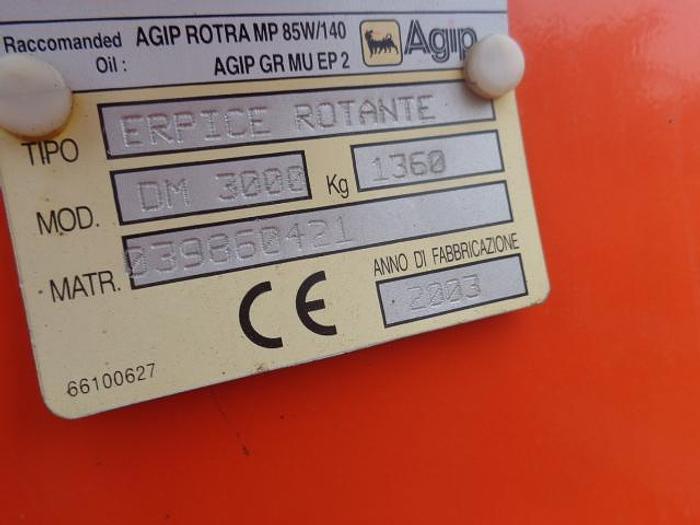 Raccomanded AGIP ROTRA MP 85W/140
Oil : AGIP GR MU EP 2
Agip
TIPO ERPICE ROTANTE
MOD. DM 3000 Kg 1360
MATR. 039860421
ANNO DI FABBRICAZIONE
CE 2003
66100627